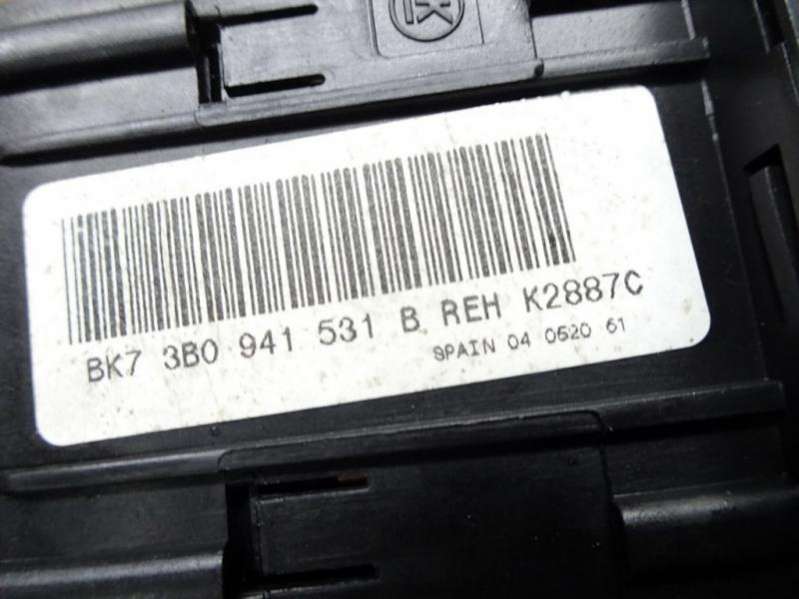 BK7 3B0 941 531 B REH K2887C
SPAIN 04 0520 61